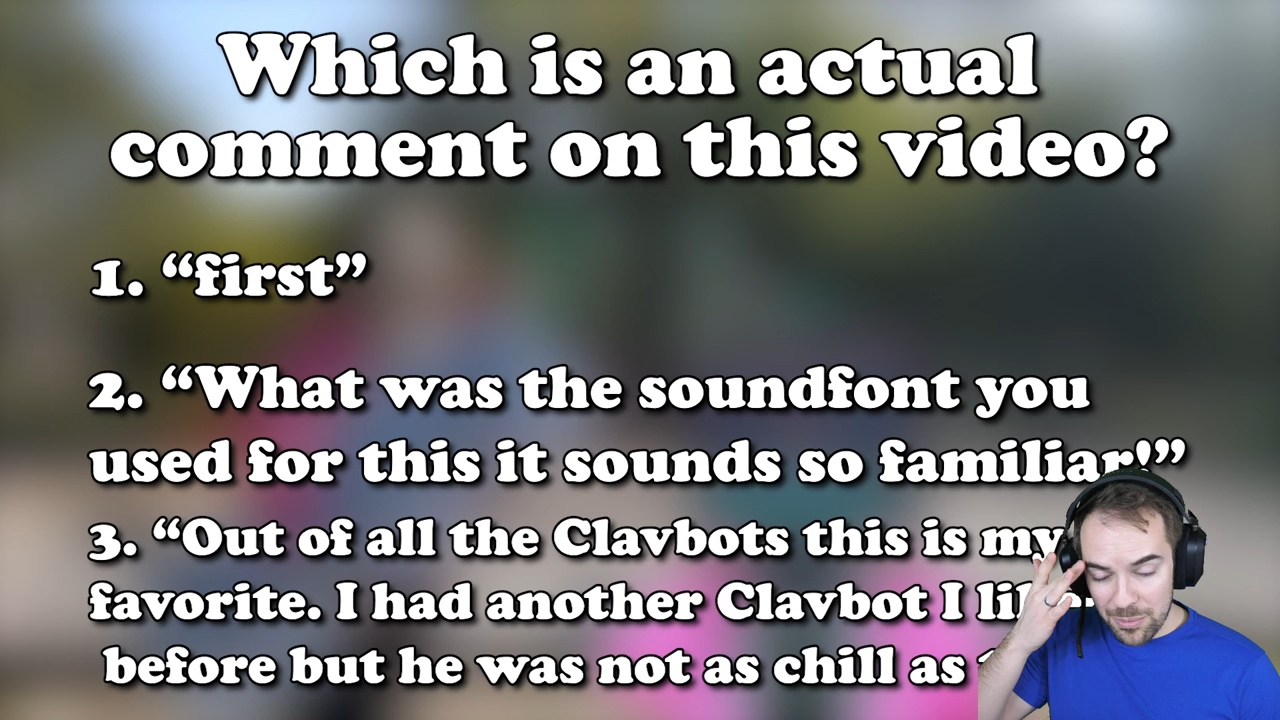 Which is an actual
comment on this video?
1. “first”
2. “What was the soundfont you
used for this it sounds so familiar!”
3. “Out of all the Clavbots this is my
favorite. I had another Clavbot I
before but he was not as chill as